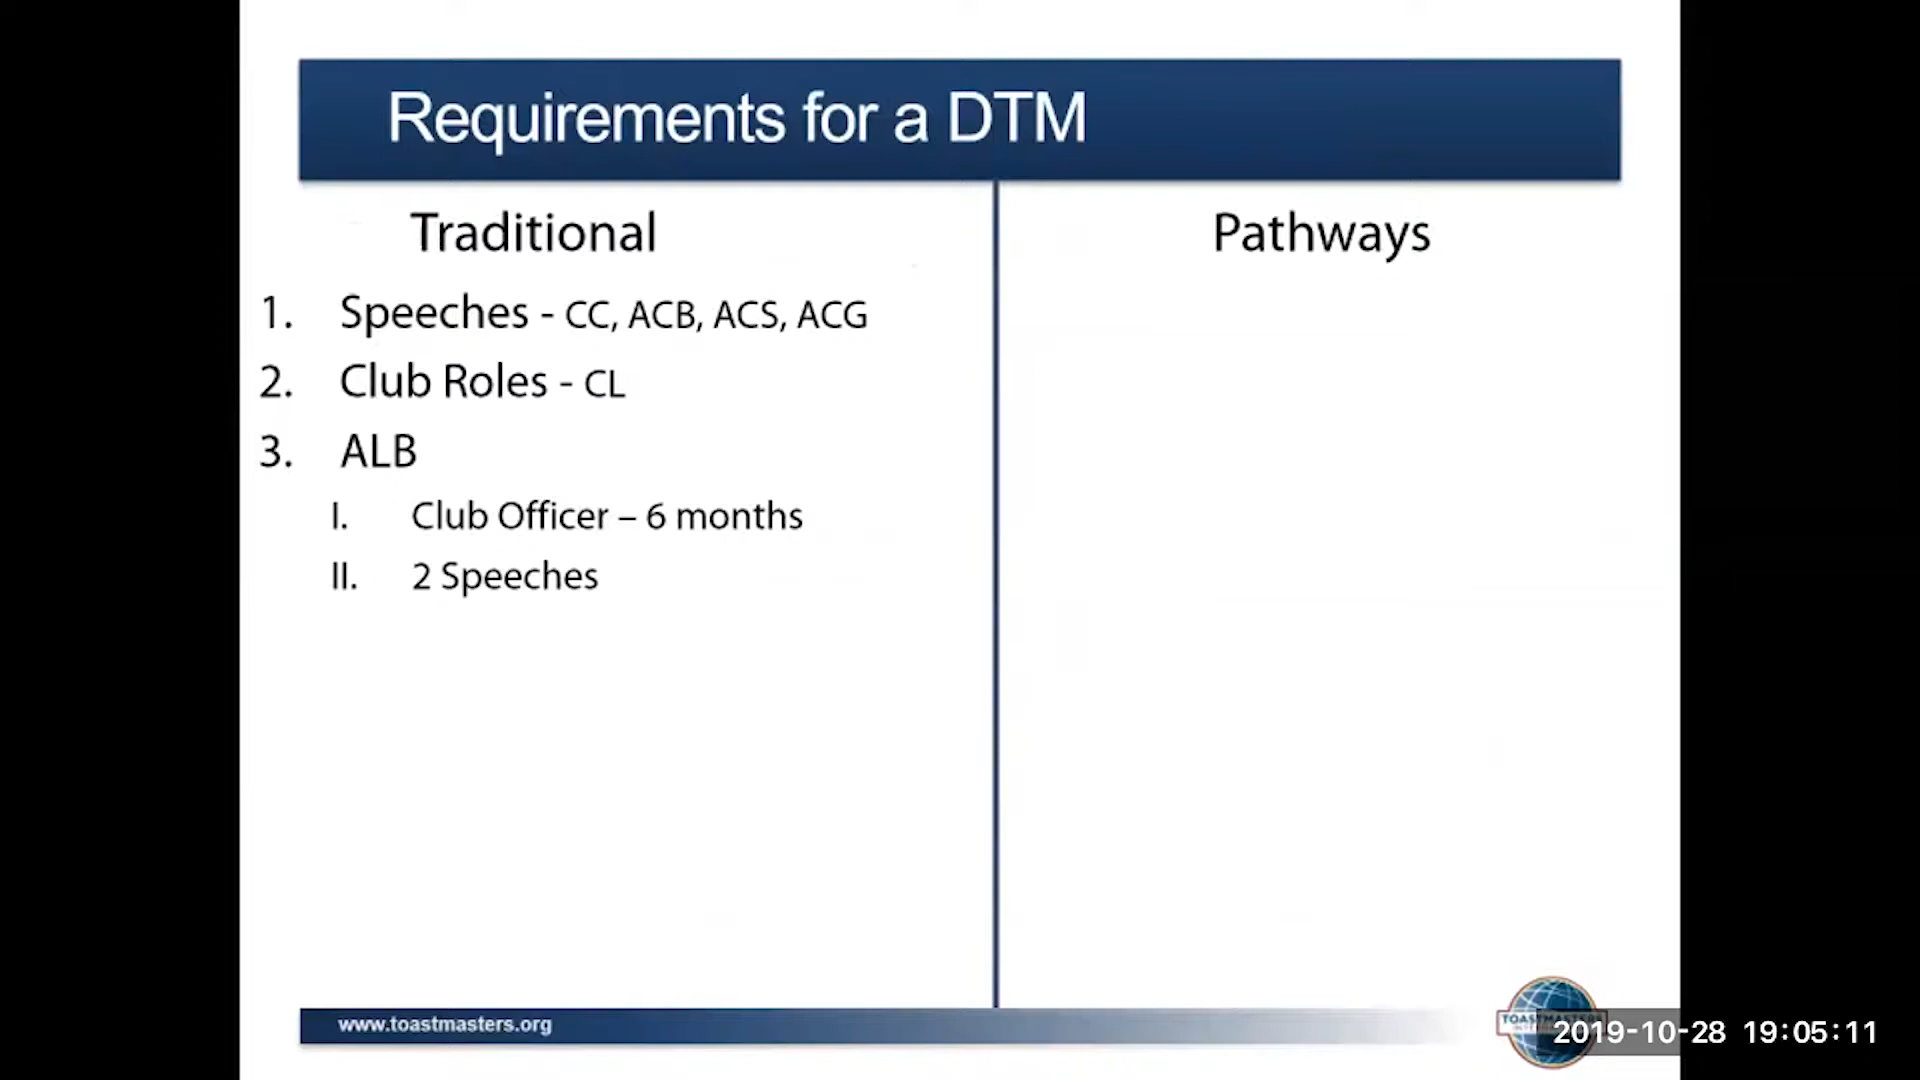 Requirements for a DTM
Traditional
1. Speeches - CC, ACB, ACS, ACG
2. Club Roles - CL
3. ALB
I. Club Officer – 6 months
II. 2 Speeches
Pathways
www.toastmasters.org
TOASTMASTERS
2019-10-28 19:05:11